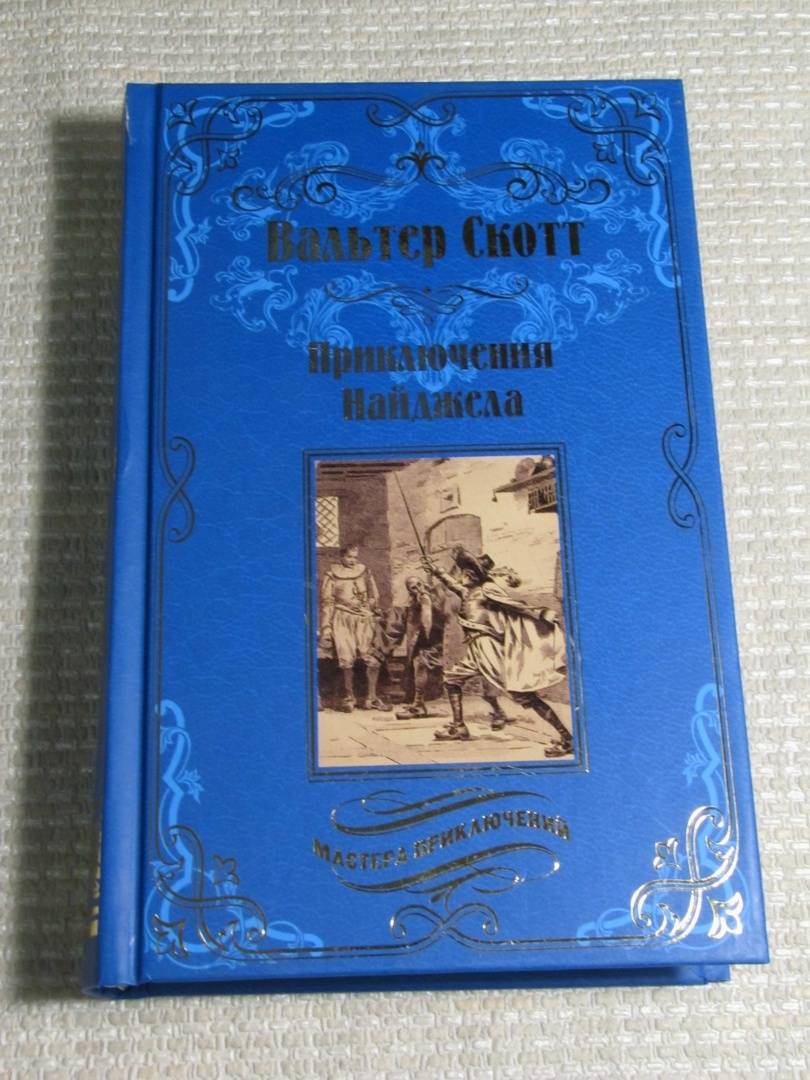 Вальтер Скотт
Приключения
Найджела
МАСТЕРА ПРИКЛЮЧЕНИЙ